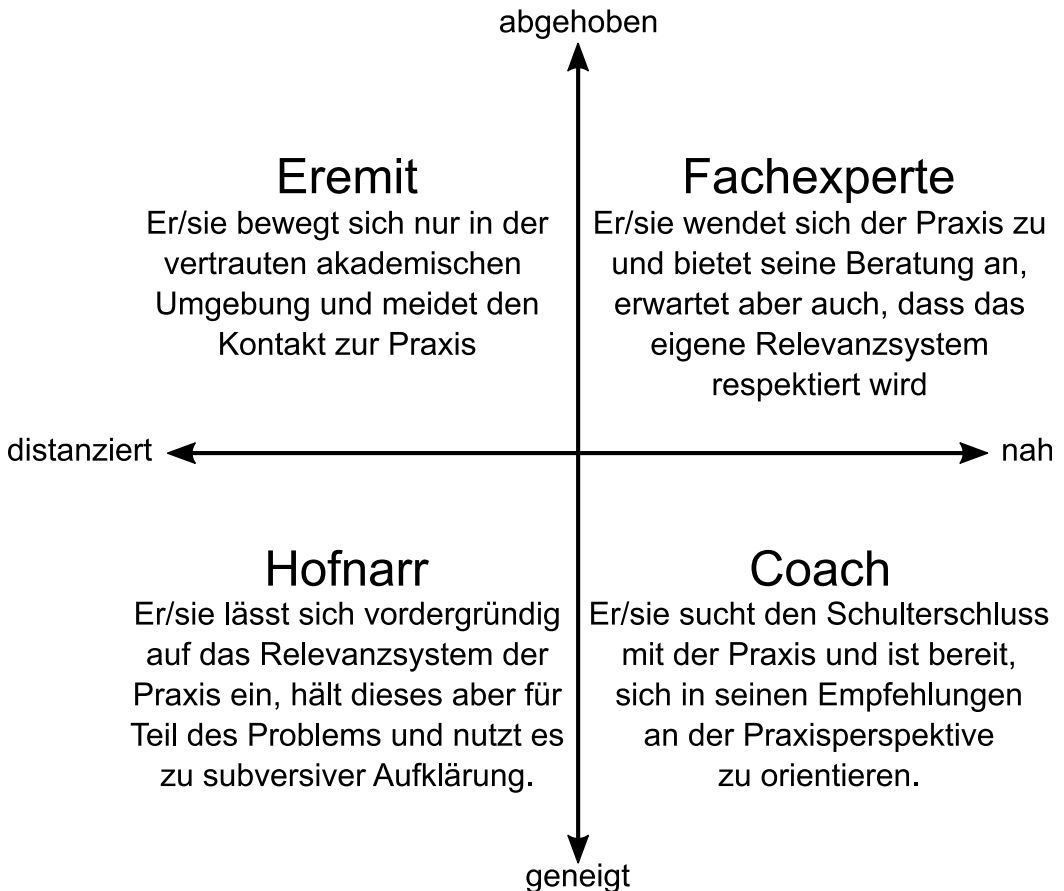 abgehoben
Eremit
Er/sie bewegt sich nur in der
vertrauten akademischen
Umgebung und meidet den
Kontakt zur Praxis
Fachexperte
Er/sie wendet sich der Praxis zu
und bietet seine Beratung an,
erwartet aber auch, dass das
eigene Relevanzsystem
respektiert wird
distanziert
nah
Hofnarr
Er/sie lässt sich vordergründig
auf das Relevanzsystem der
Praxis ein, hält dieses aber für
Teil des Problems und nutzt es
zu subversiver Aufklärung.
Coach
Er/sie sucht den Schulterschluss
mit der Praxis und ist bereit,
sich in seinen Empfehlungen
an der Praxisperspektive
zu orientieren.
geneigt